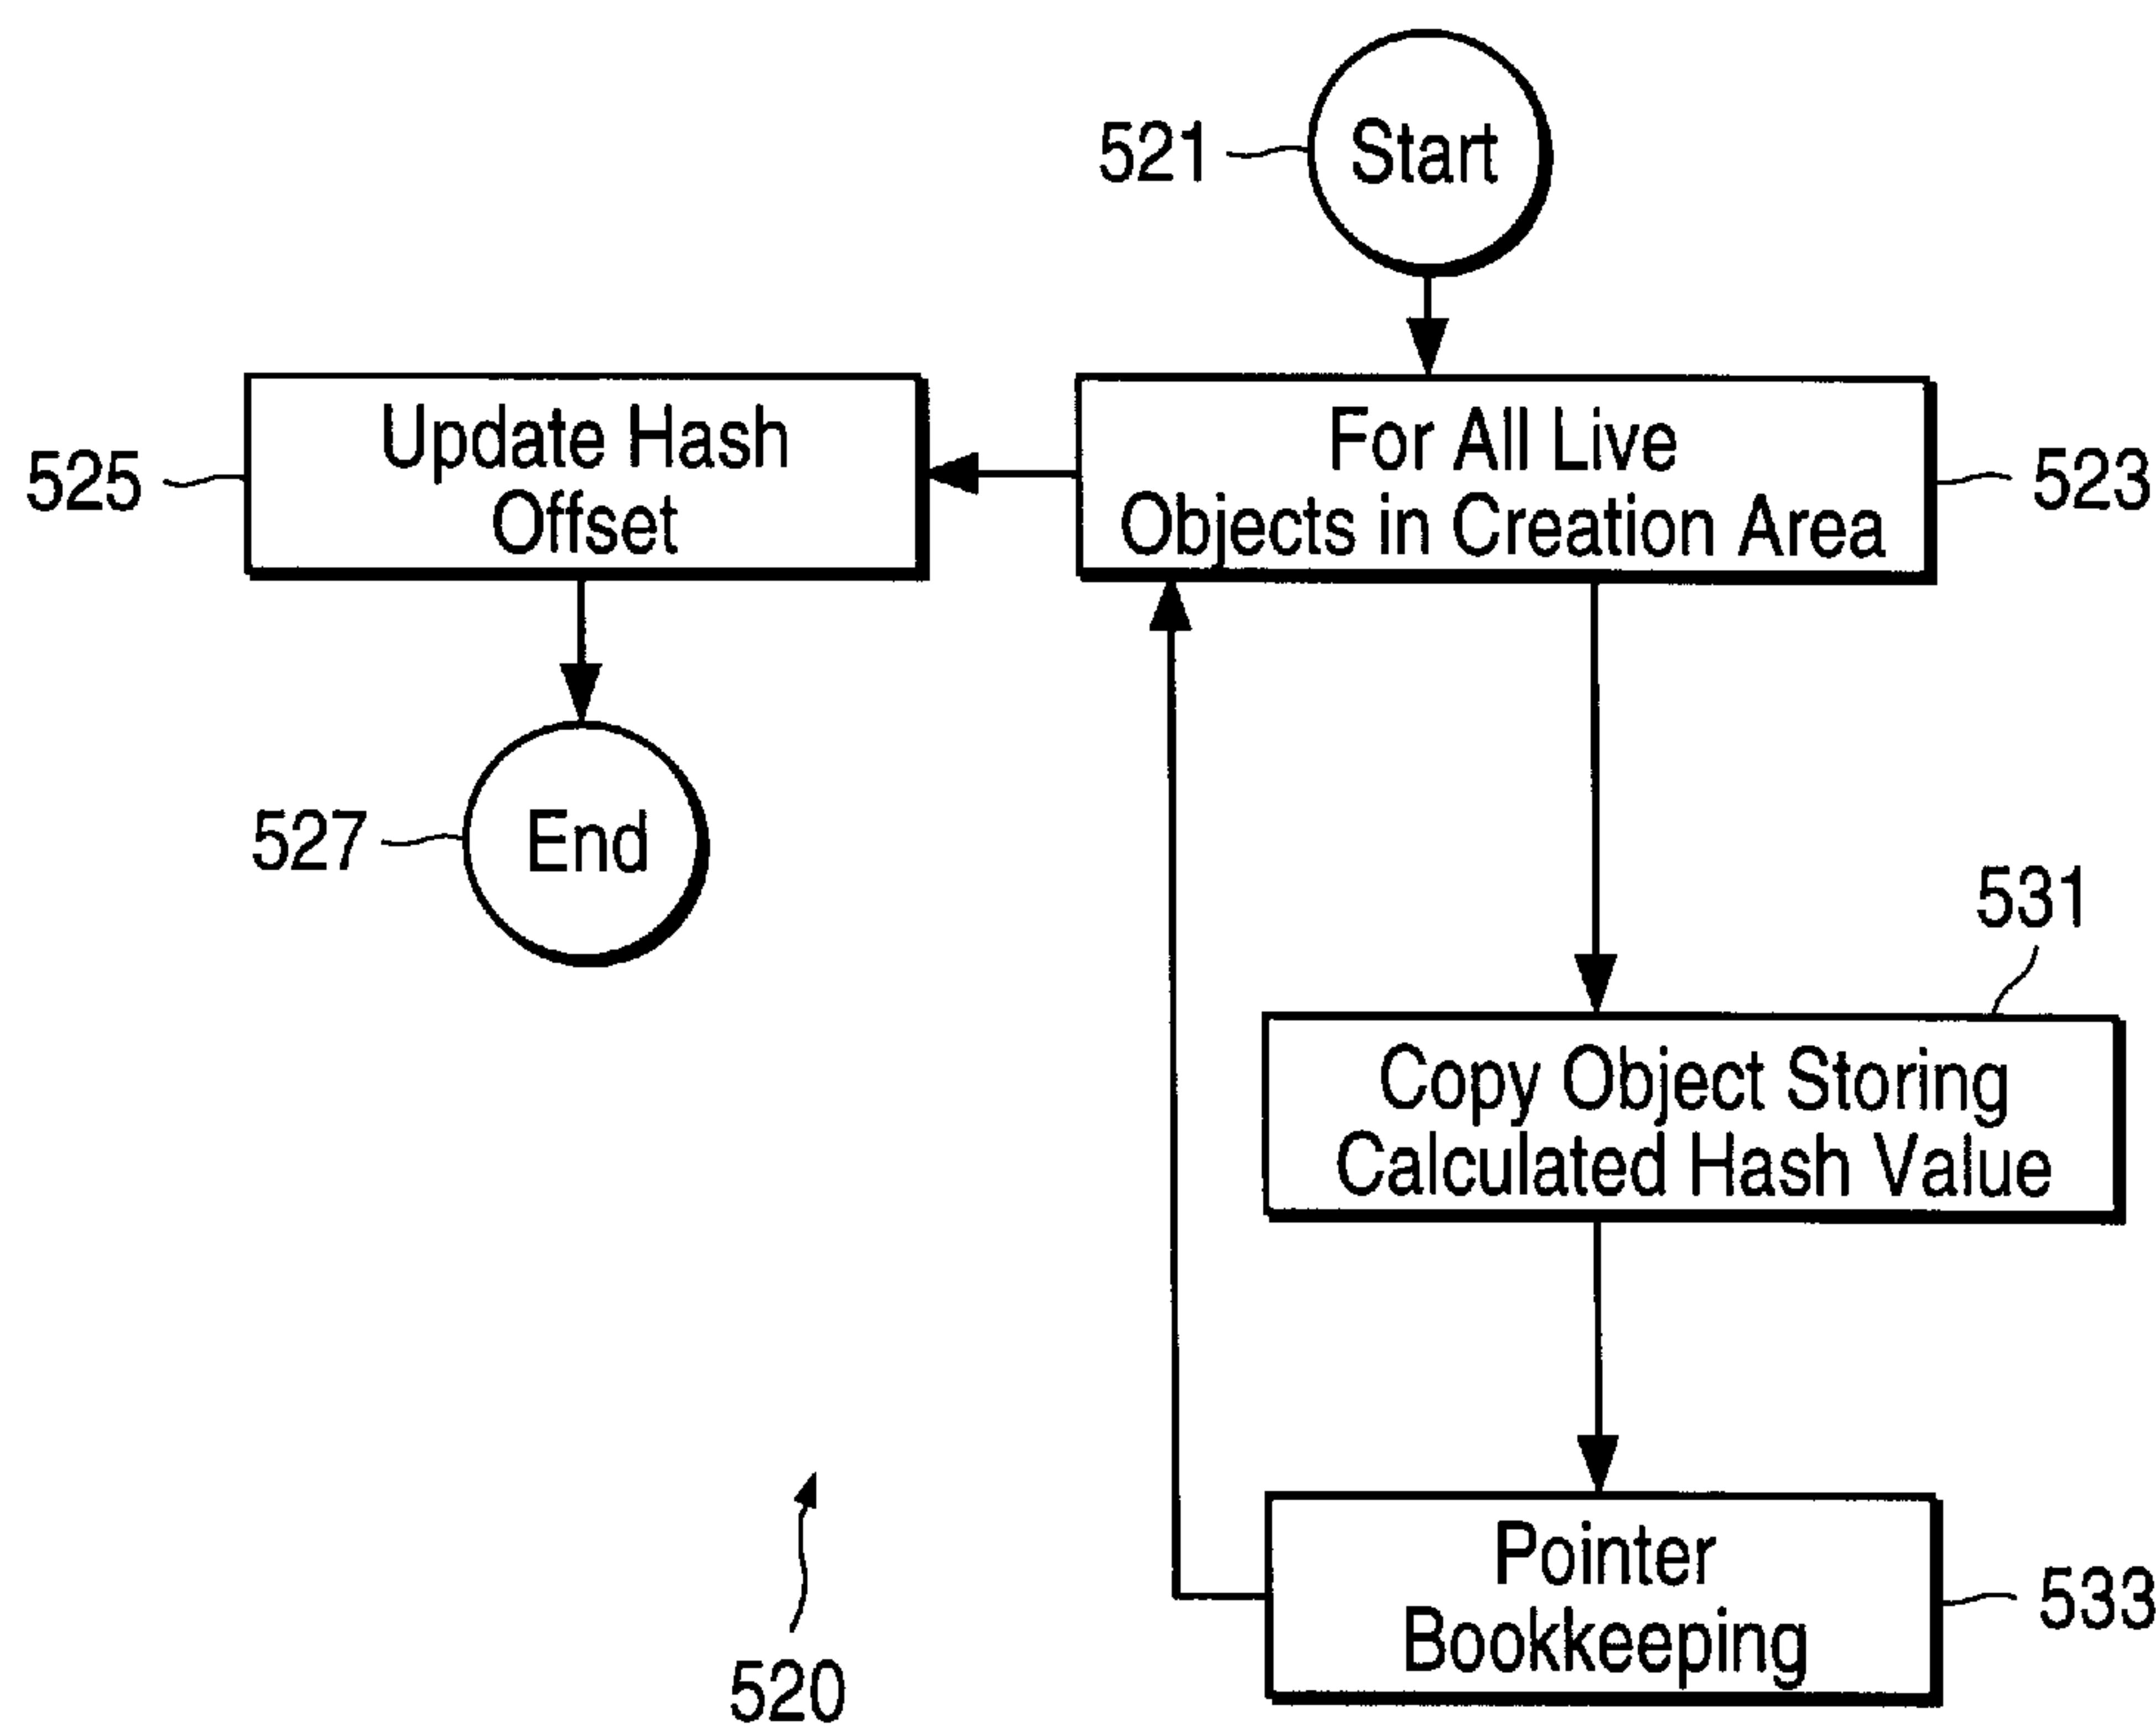 521
Start
525
Update Hash
Offset
For All Live
Objects in Creation Area
523
527
End
531
Copy Object Storing
Calculated Hash Value
Pointer
Bookkeeping
533
520